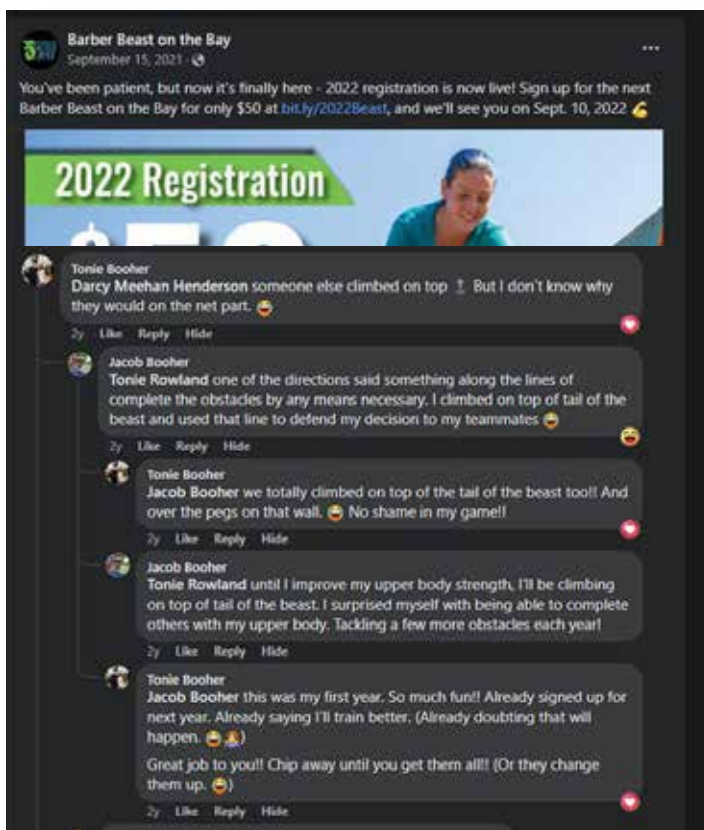 Barber Beast on the Bay
September 15, 2021 ·
You've been patient, but now it's finally here - 2022 registration is now live! Sign up for the next
Barber Beast on the Bay for only $50 at bit.ly/2022Beast, and we'll see you on Sept. 10, 2022 💪
2022 Registration
Tonie Booher
Darcy Meehan Henderson someone else climbed on top But I don't know why
they would on the net part. 😂
2y Like Reply Hide
Jacob Booher
Tonie Rowland one of the directions said something along the lines of
complete the obstacles by any means necessary. I climbed on top of tail of the
beast and used that line to defend my decision to my teammates 😂
2y Like Reply Hide
Tonie Booher
Jacob Booher we totally climbed on top of the tail of the beast too!! And
over the pegs on that wall. 😂 No shame in my game!!
2y Like Reply Hide
Jacob Booher
Tonie Rowland until I improve my upper body strength, I'll be climbing
on top of tail of the beast. I surprised myself with being able to complete
others with my upper body. Tackling a few more obstacles each year!
2y Like Reply Hide
Tonie Booher
Jacob Booher this was my first year. So much fun!! Already signed up for
next year. Already saying I'll train better. (Already doubting that will
happen. 😂)
Great job to you!! Chip away until you get them all!! (Or they change
them up. 😂)
2y Like Reply Hide